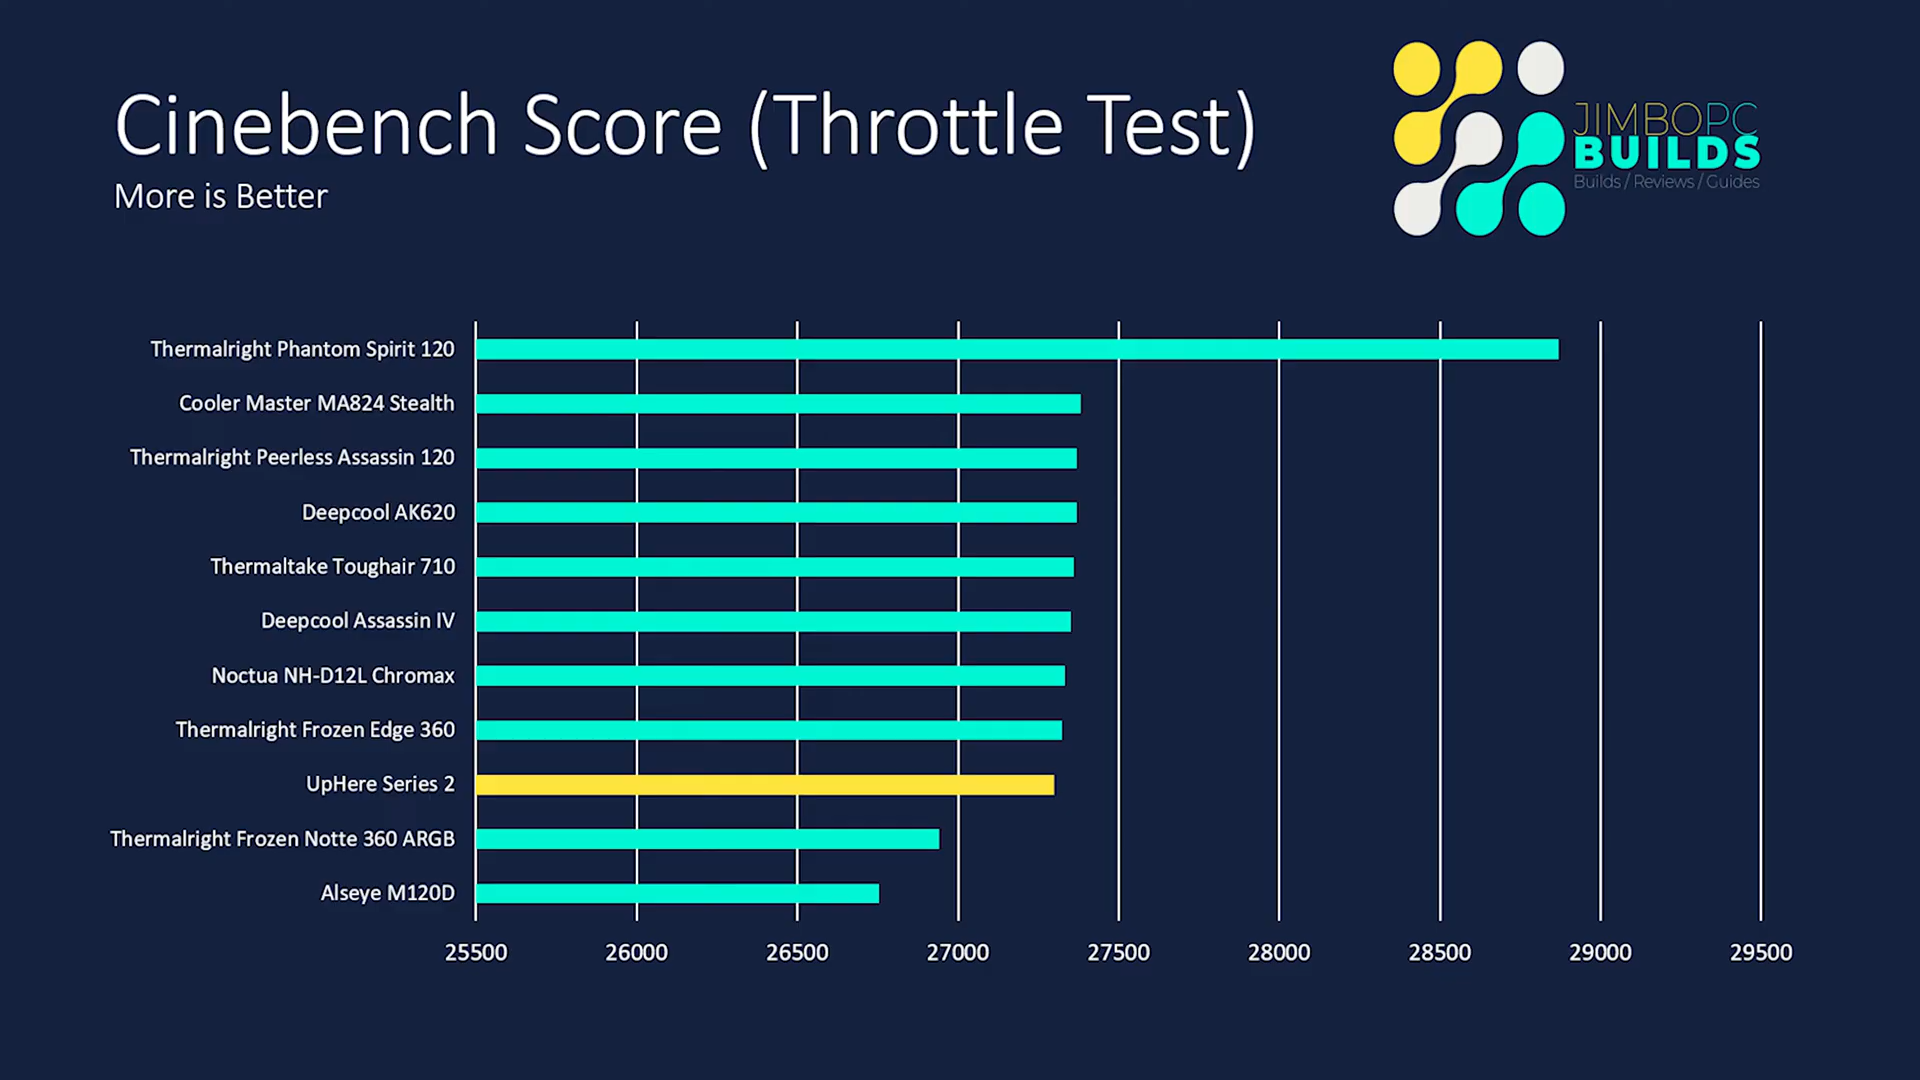 Cinebench Score (Throttle Test)
More is Better
JIMBOPC
BUILDS
Builds / Reviews / Guides
Thermalright Phantom Spirit 120
Cooler Master MA824 Stealth
Thermalright Peerless Assassin 120
Deepcool AK620
Thermaltake Toughair 710
Deepcool Assassin IV
Noctua NH-D12L Chromax
Thermalright Frozen Edge 360
UpHere Series 2
Thermalright Frozen Notte 360 ARGB
Alseye M120D
25500 26000 26500 27000 27500 28000 28500 29000 29500